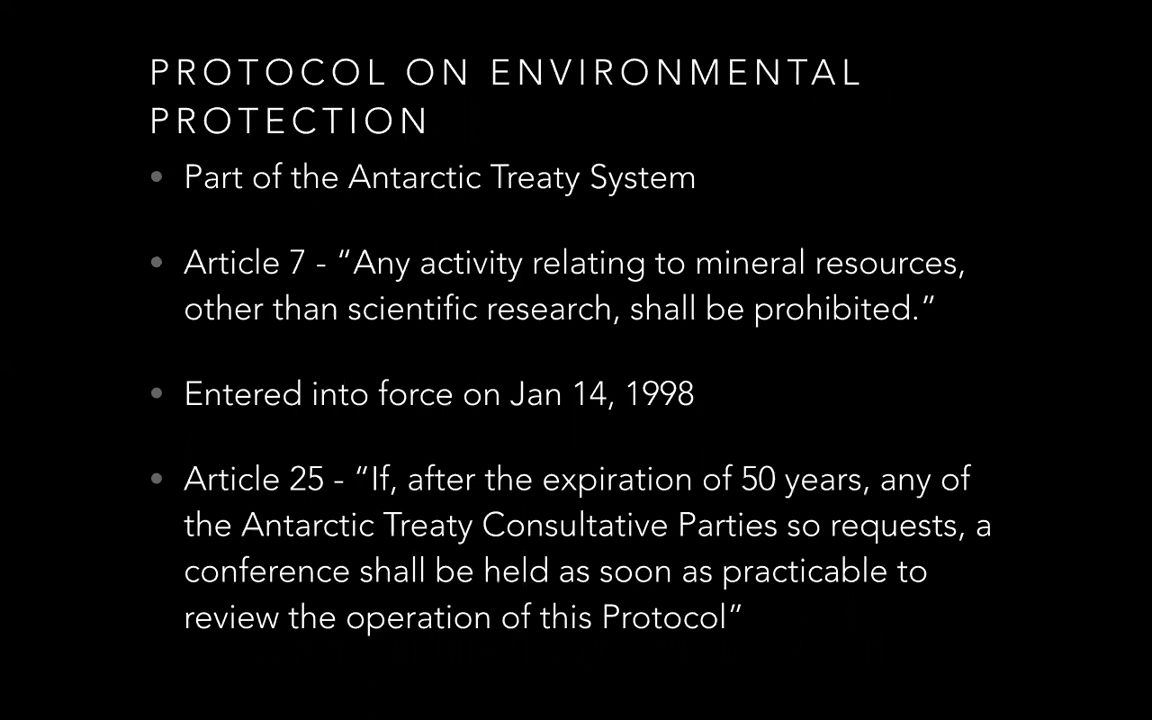 PROTOCOL ON ENVIRONMENTAL
PROTECTION
• Part of the Antarctic Treaty System
• Article 7 - “Any activity relating to mineral resources,
other than scientific research, shall be prohibited.”
• Entered into force on Jan 14, 1998
• Article 25 - “If, after the expiration of 50 years, any of
the Antarctic Treaty Consultative Parties so requests, a
conference shall be held as soon as practicable to
review the operation of this Protocol”